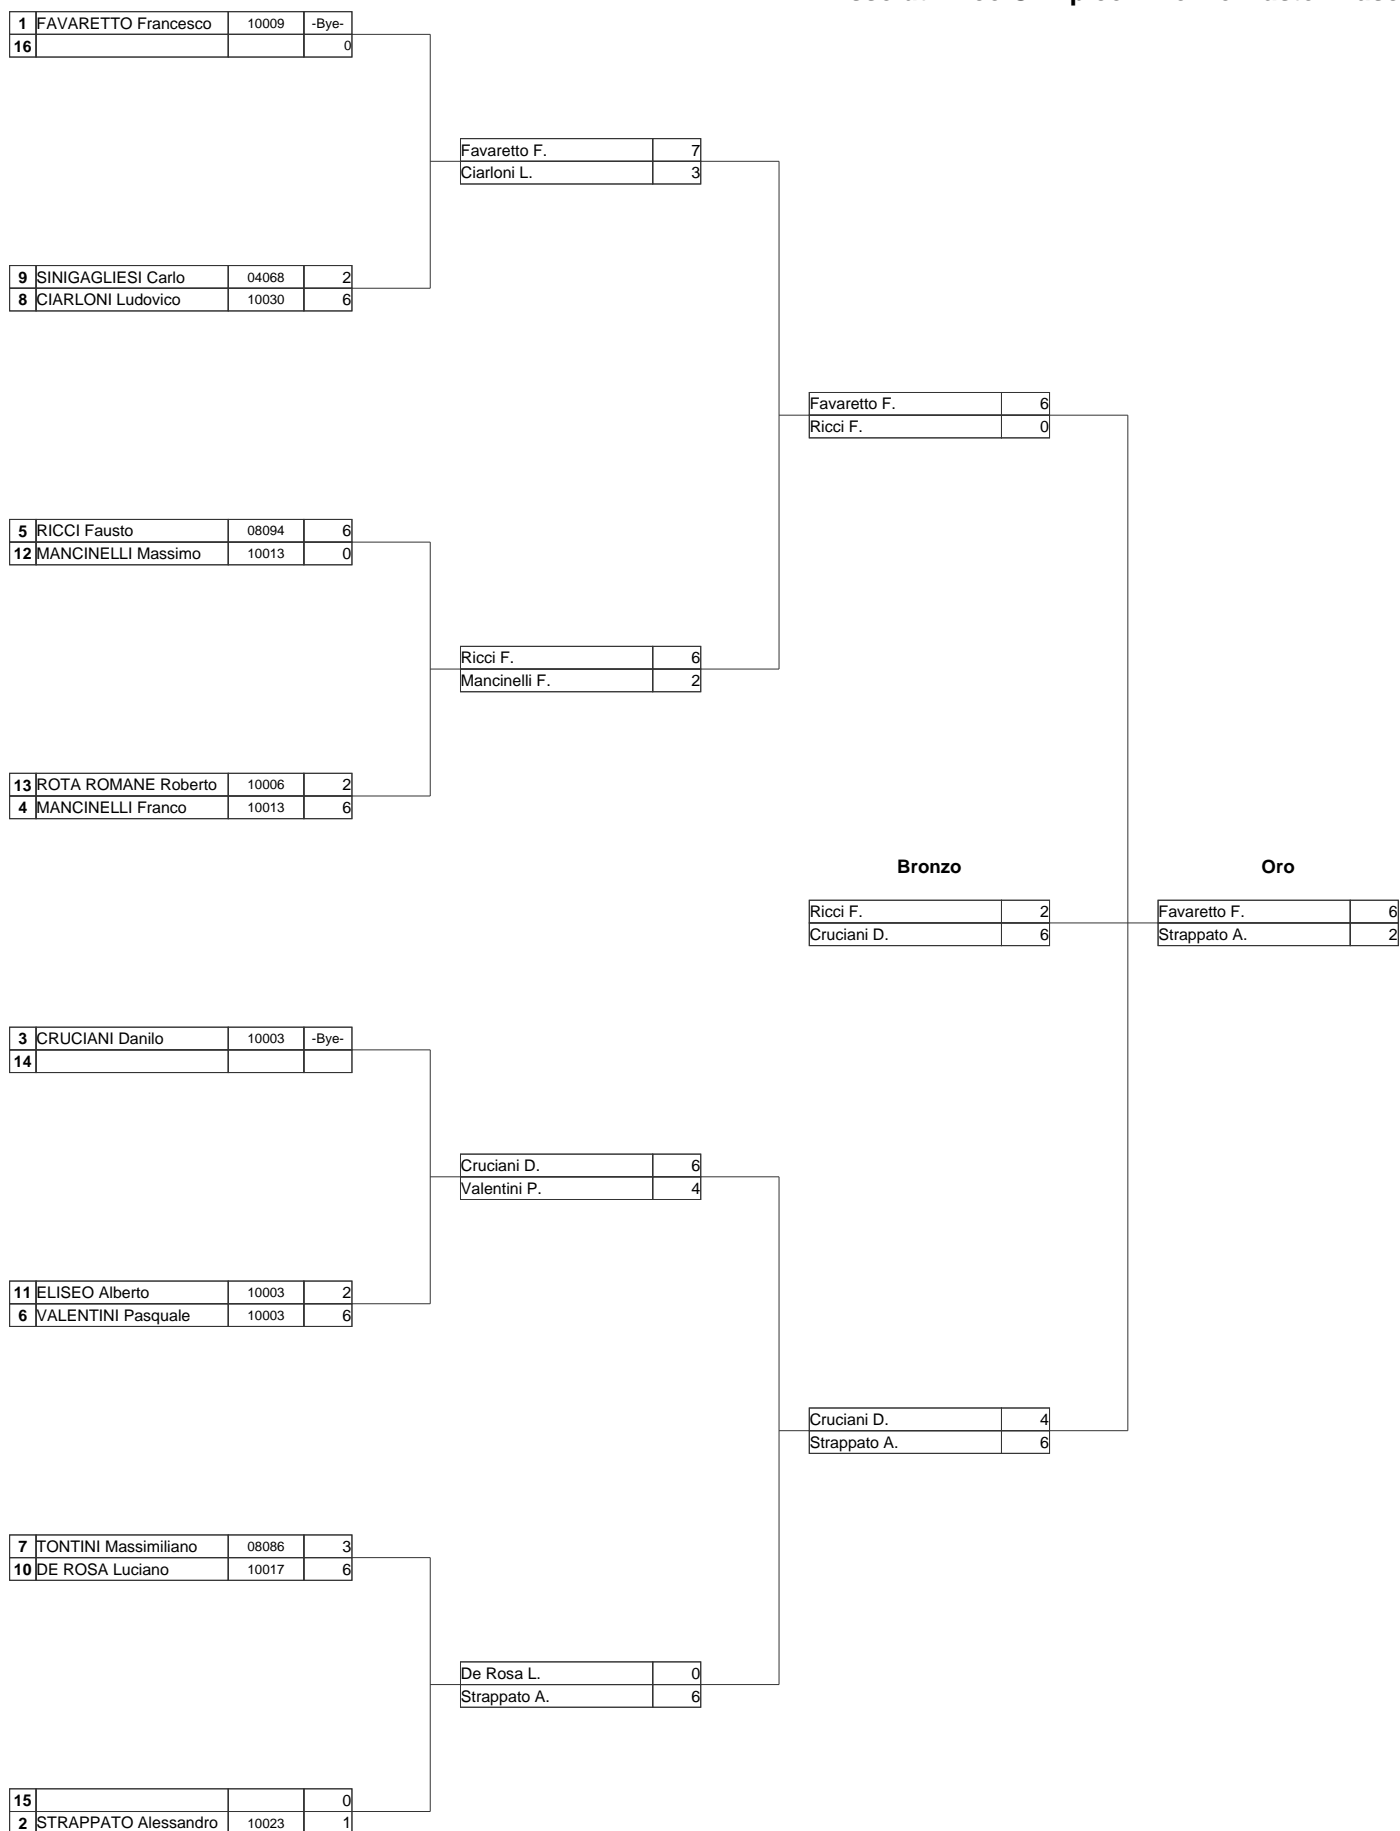 1 FAVARETTO Francesco 10009 -Bye-
16 0
Favaretto F. 7
Ciarloni L. 3
9 SINIGAGLIESI Carlo 04068 2
8 CIARLONI Ludovico 10030 6
Favaretto F. 6
Ricci F. 0
5 RICCI Fausto 08094 6
12 MANCINELLI Massimo 10013 0
Ricci F. 6
Mancinelli F. 2
13 ROTA ROMANE Roberto 10006 2
4 MANCINELLI Franco 10013 6
Bronzo Oro
Ricci F. 2 Favaretto F. 6
Cruciani D. 6 Strappato A. 2
3 CRUCIANI Danilo 10003 -Bye-
14
Cruciani D. 6
Valentini P. 4
11 ELISEO Alberto 10003 2
6 VALENTINI Pasquale 10003 6
Cruciani D. 4
Strappato A. 6
7 TONTINI Massimiliano 08086 3
10 DE ROSA Luciano 10017 6
De Rosa L. 0
Strappato A. 6
15 0
2 STRAPPATO Alessandro 10023 1